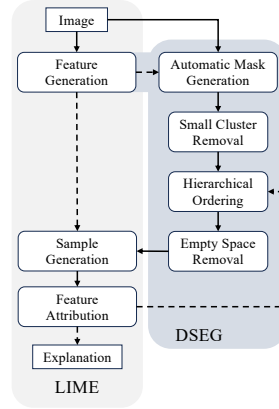 Image
Feature
Generation
Automatic Mask
Generation
Small Cluster
Removal
Hierarchical
Ordering
Sample
Generation
Empty Space
Removal
Feature
Attribution
DSEG
Explanation
LIME